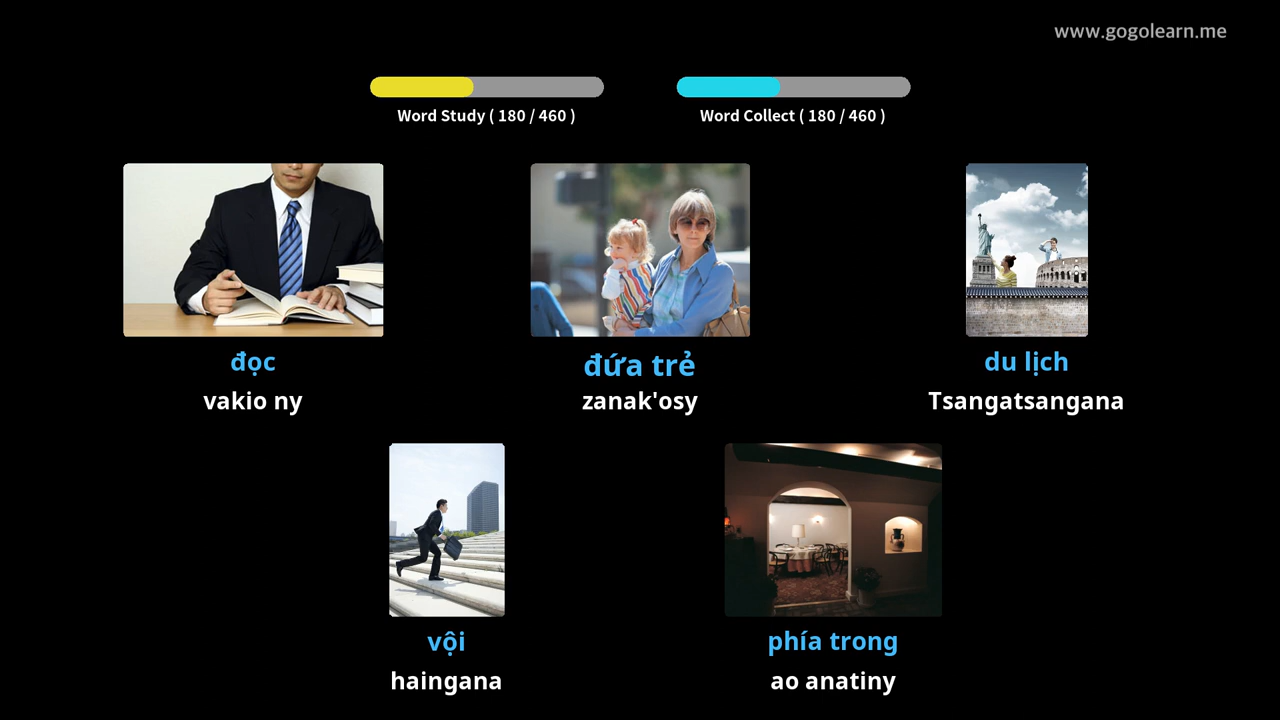 www.gogolearn.me
Word Study ( 180 / 460 )
Word Collect ( 180 / 460 )
đọc
vakio ny
đứa trẻ
zanak'osy
du lịch
Tsangatsangana
vội
haingana
phía trong
ao anatiny